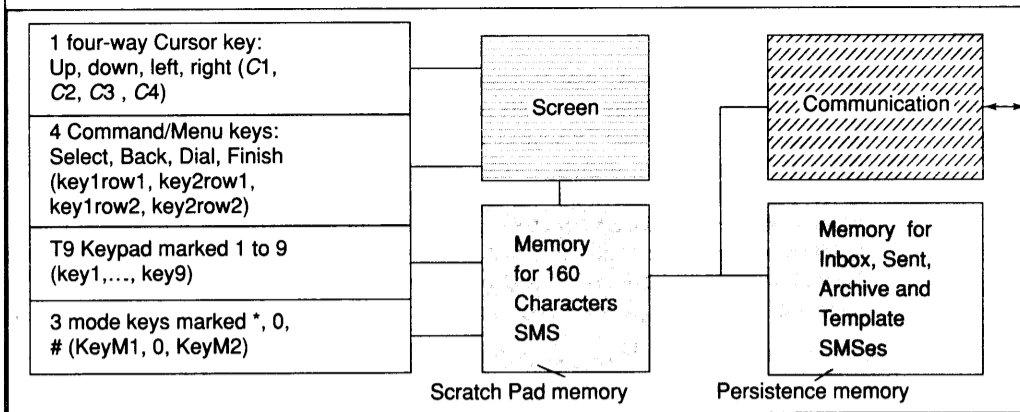 1 four-way Cursor key:
Up, down, left, right (C1,
C2, C3 , C4)
4 Command/Menu keys:
Select, Back, Dial, Finish
(key1row1, key2row1,
key1row2, key2row2)
T9 Keypad marked 1 to 9
(key1,..., key9)
3 mode keys marked *, 0,
# (KeyM1, 0, KeyM2)
Screen
Memory
for 160
Characters
SMS
Scratch Pad memory
Communication
Memory for
Inbox, Sent,
Archive and
Template
SMSes
Persistence memory